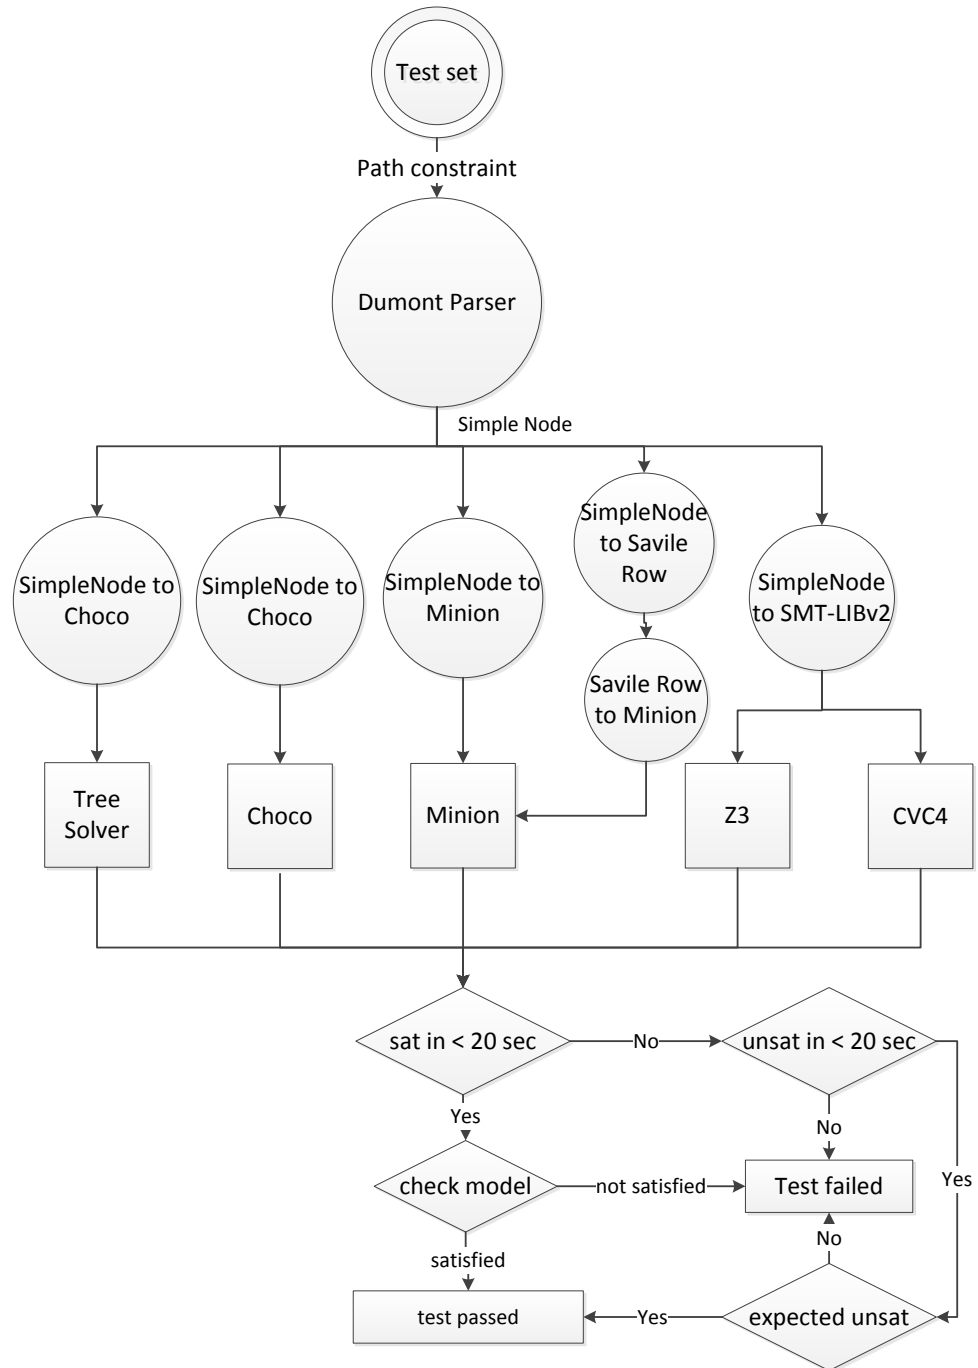 Test set
Path constraint
Dumont Parser
Simple Node
SimpleNode to
Choco
SimpleNode to
Choco
SimpleNode to
Minion
SimpleNode
to Savile
Row
SimpleNode
to SMT-LIBv2
Savile Row
to Minion
Tree
Solver
Choco
Minion
Z3
CVC4
sat in < 20 sec
No
unsat in < 20 sec
Yes
No
Yes
check model
not satisfied
Test failed
satisfied
No
test passed
Yes
expected unsat